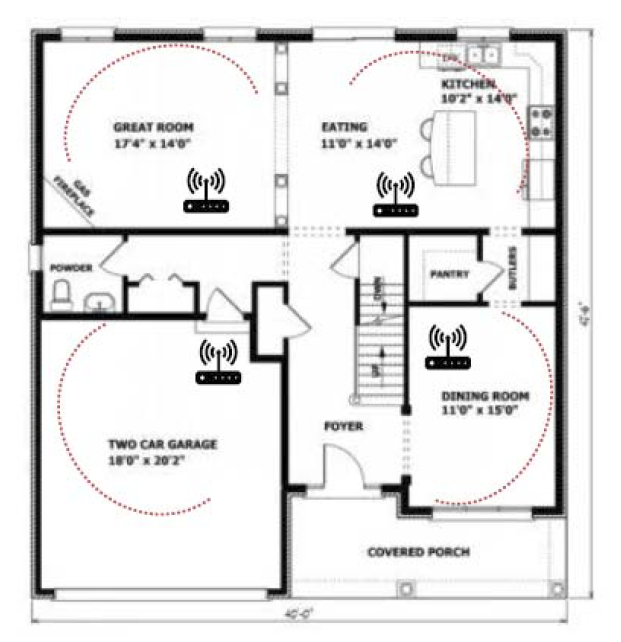 KITCHEN
10'2" x 14'0"
GREAT ROOM
17'4" x 14'0"
EATING
11'0" x 14'0"
GAS
FIREPLACE
POWDER
PANTRY
BUTLERS
DWN
UP
DINING ROOM
11'0" x 15'0"
FOYER
TWO CAR GARAGE
18'0" x 20'2"
COVERED PORCH
40'-0"